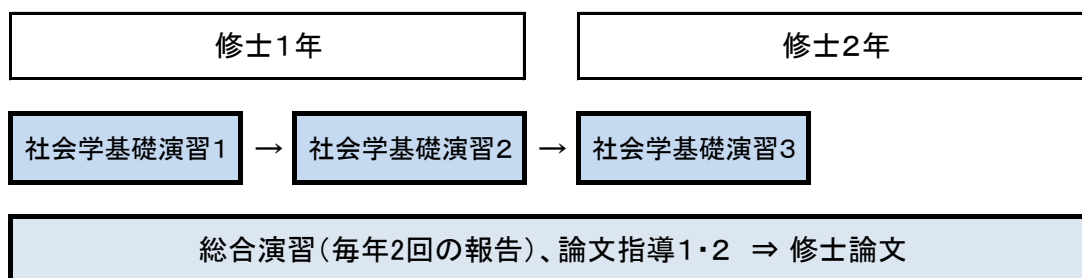 修士１年 修士２年
社会学基礎演習１ → 社会学基礎演習２ → 社会学基礎演習３
総合演習（毎年2回の報告）、論文指導１・２ ⇒ 修士論文